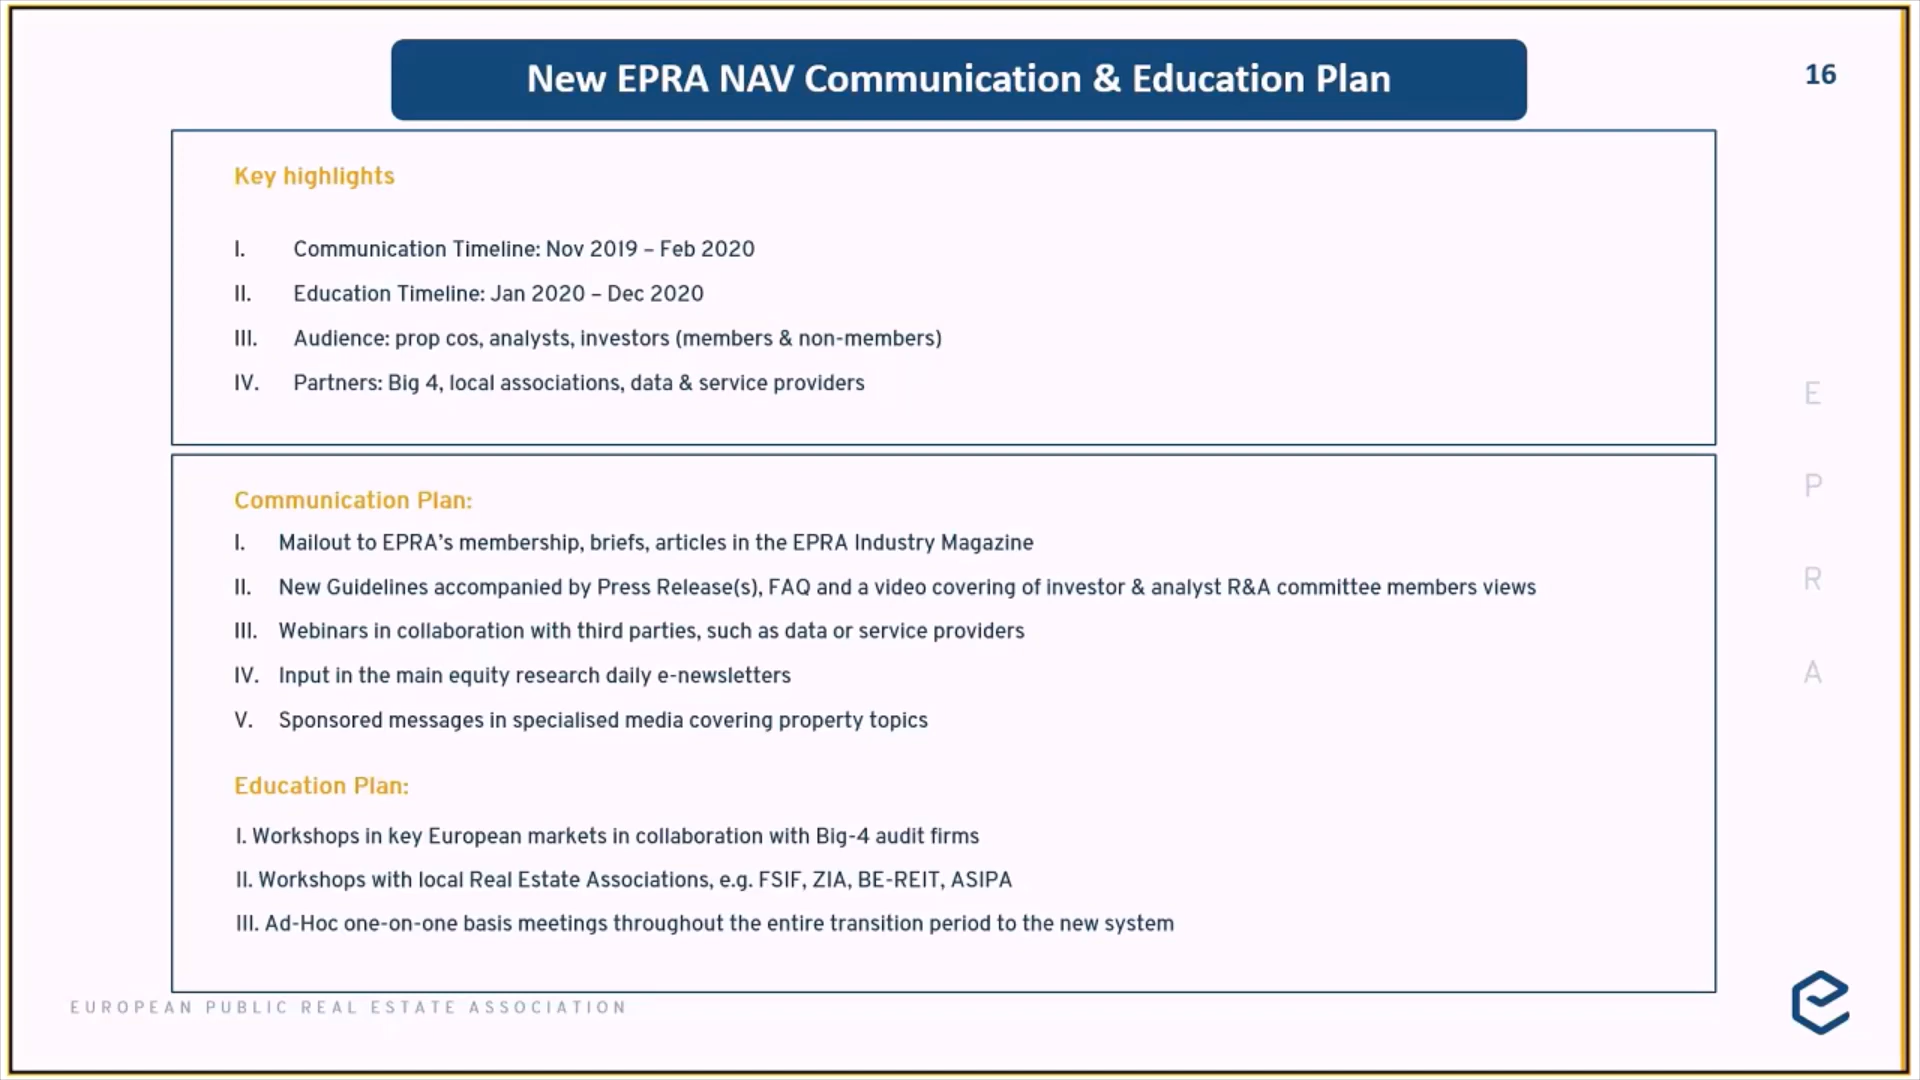 New EPRA NAV Communication & Education Plan
16
Key highlights
I. Communication Timeline: Nov 2019 – Feb 2020
II. Education Timeline: Jan 2020 – Dec 2020
III. Audience: prop cos, analysts, investors (members & non-members)
IV. Partners: Big 4, local associations, data & service providers
Communication Plan:
I. Mailout to EPRA’s membership, briefs, articles in the EPRA Industry Magazine
II. New Guidelines accompanied by Press Release(s), FAQ and a video covering of investor & analyst R&A committee members views
III. Webinars in collaboration with third parties, such as data or service providers
IV. Input in the main equity research daily e-newsletters
V. Sponsored messages in specialised media covering property topics
Education Plan:
I. Workshops in key European markets in collaboration with Big-4 audit firms
II. Workshops with local Real Estate Associations, e.g. FSIF, ZIA, BE-REIT, ASIPA
III. Ad-Hoc one-on-one basis meetings throughout the entire transition period to the new system
E
P
R
A
EUROPEAN PUBLIC REAL ESTATE ASSOCIATION